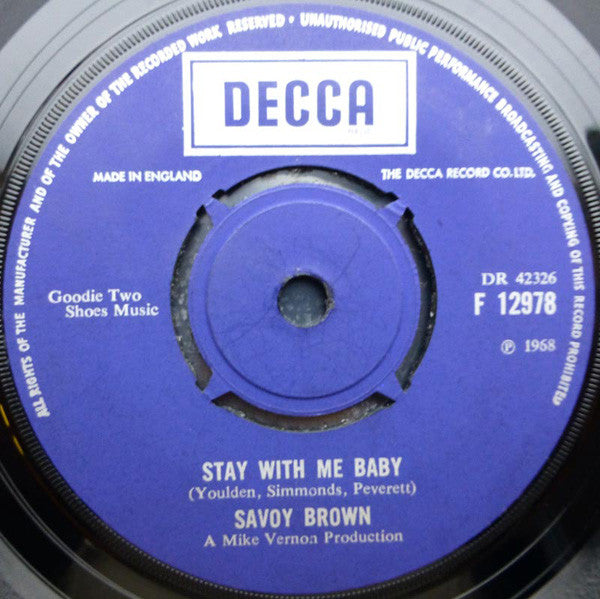 ALL RIGHTS OF THE MANUFACTURER AND OF THE OWNER OF THE RECORDED WORK RESERVED • UNAUTHORISED PUBLIC PERFORMANCE BROADCASTING AND COPYING OF THIS RECORD PROHIBITED
DECCA
MADE IN ENGLAND
THE DECCA RECORD CO. LTD.
Goodie Two
Shoes Music
DR 42326
F 12978
℗ 1968
STAY WITH ME BABY
(Youlden, Simmonds, Peverett)
SAVOY BROWN
A Mike Vernon Production